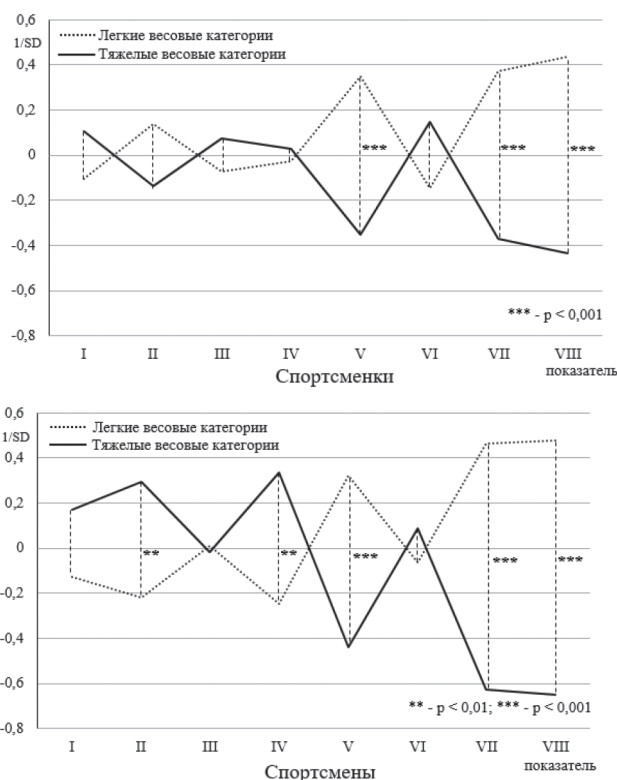 0,6
1/SD
Легкие весовые категории
Тяжелые весовые категории
0,4
0,2
0
-0,2
-0,4
-0,6
-0,8
*** *** ***
*** - p < 0,001
I II III IV V VI VII VIII
показатель
Спортсменки
0,6
1/SD
Легкие весовые категории
Тяжелые весовые категории
0,4
0,2
0
-0,2
-0,4
-0,6
-0,8
** ** *** *** ***
** - p < 0,01; *** - p < 0,001
I II III IV V VI VII VIII
показатель
Спортсмены